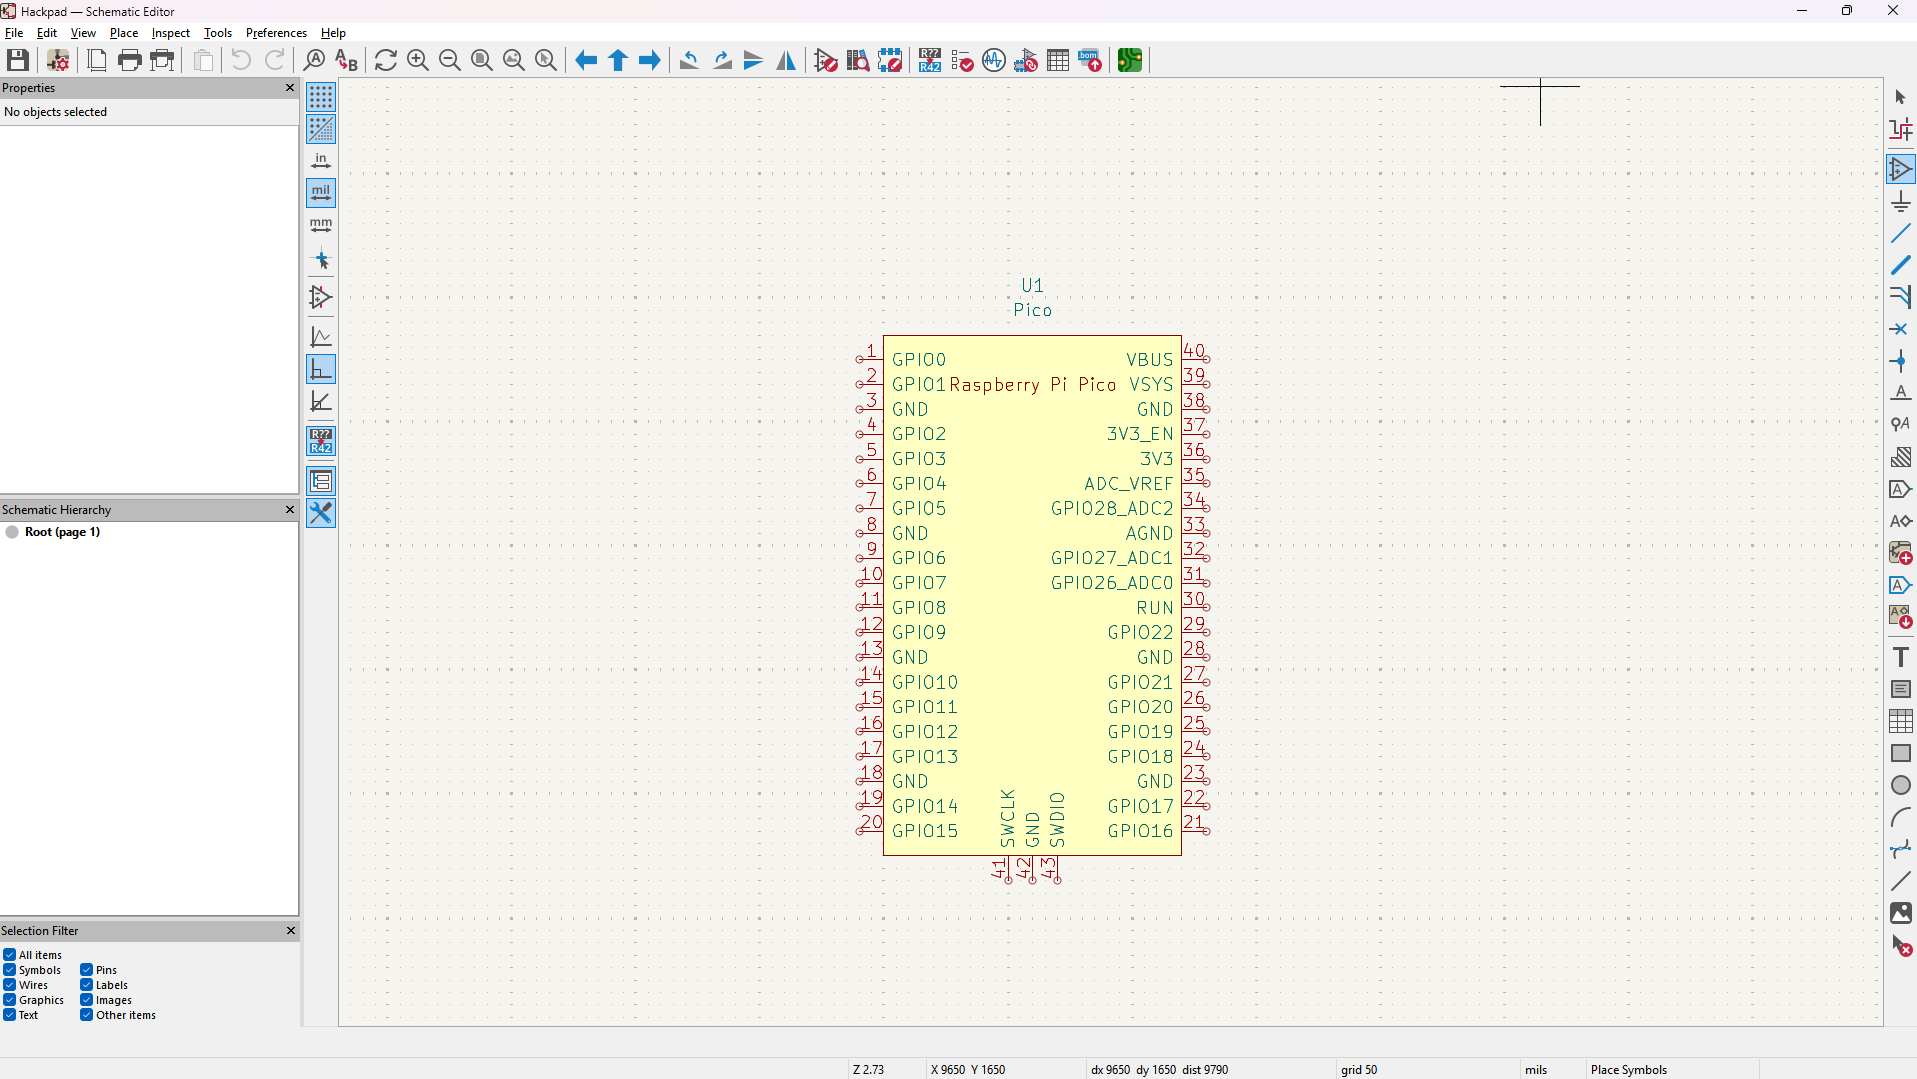 Hackpad — Schematic Editor
File Edit View Place Inspect Tools Preferences Help
Properties
No objects selected
in
mil
mm
R??
R42
Schematic Hierarchy
Root (page 1)
Selection Filter
All items
Symbols Pins
Wires Labels
Graphics Images
Text Other items
U1
Pico
Raspberry Pi Pico
1 GPIO0 VBUS 40
2 GPIO1 VSYS 39
3 GND GND 38
4 GPIO2 3V3_EN 37
5 GPIO3 3V3 36
6 GPIO4 ADC_VREF 35
7 GPIO5 GPIO28_ADC2 34
8 GND AGND 33
9 GPIO6 GPIO27_ADC1 32
10 GPIO7 GPIO26_ADC0 31
11 GPIO8 RUN 30
12 GPIO9 GPIO22 29
13 GND GND 28
14 GPIO10 GPIO21 27
15 GPIO11 GPIO20 26
16 GPIO12 GPIO19 25
17 GPIO13 GPIO18 24
18 GND GND 23
19 GPIO14 GPIO17 22
20 GPIO15 GPIO16 21
SWCLK GND SWDIO
41 42 43
Z 2.73 X 9650 Y 1650 dx 9650 dy 1650 dist 9790 grid 50 mils Place Symbols